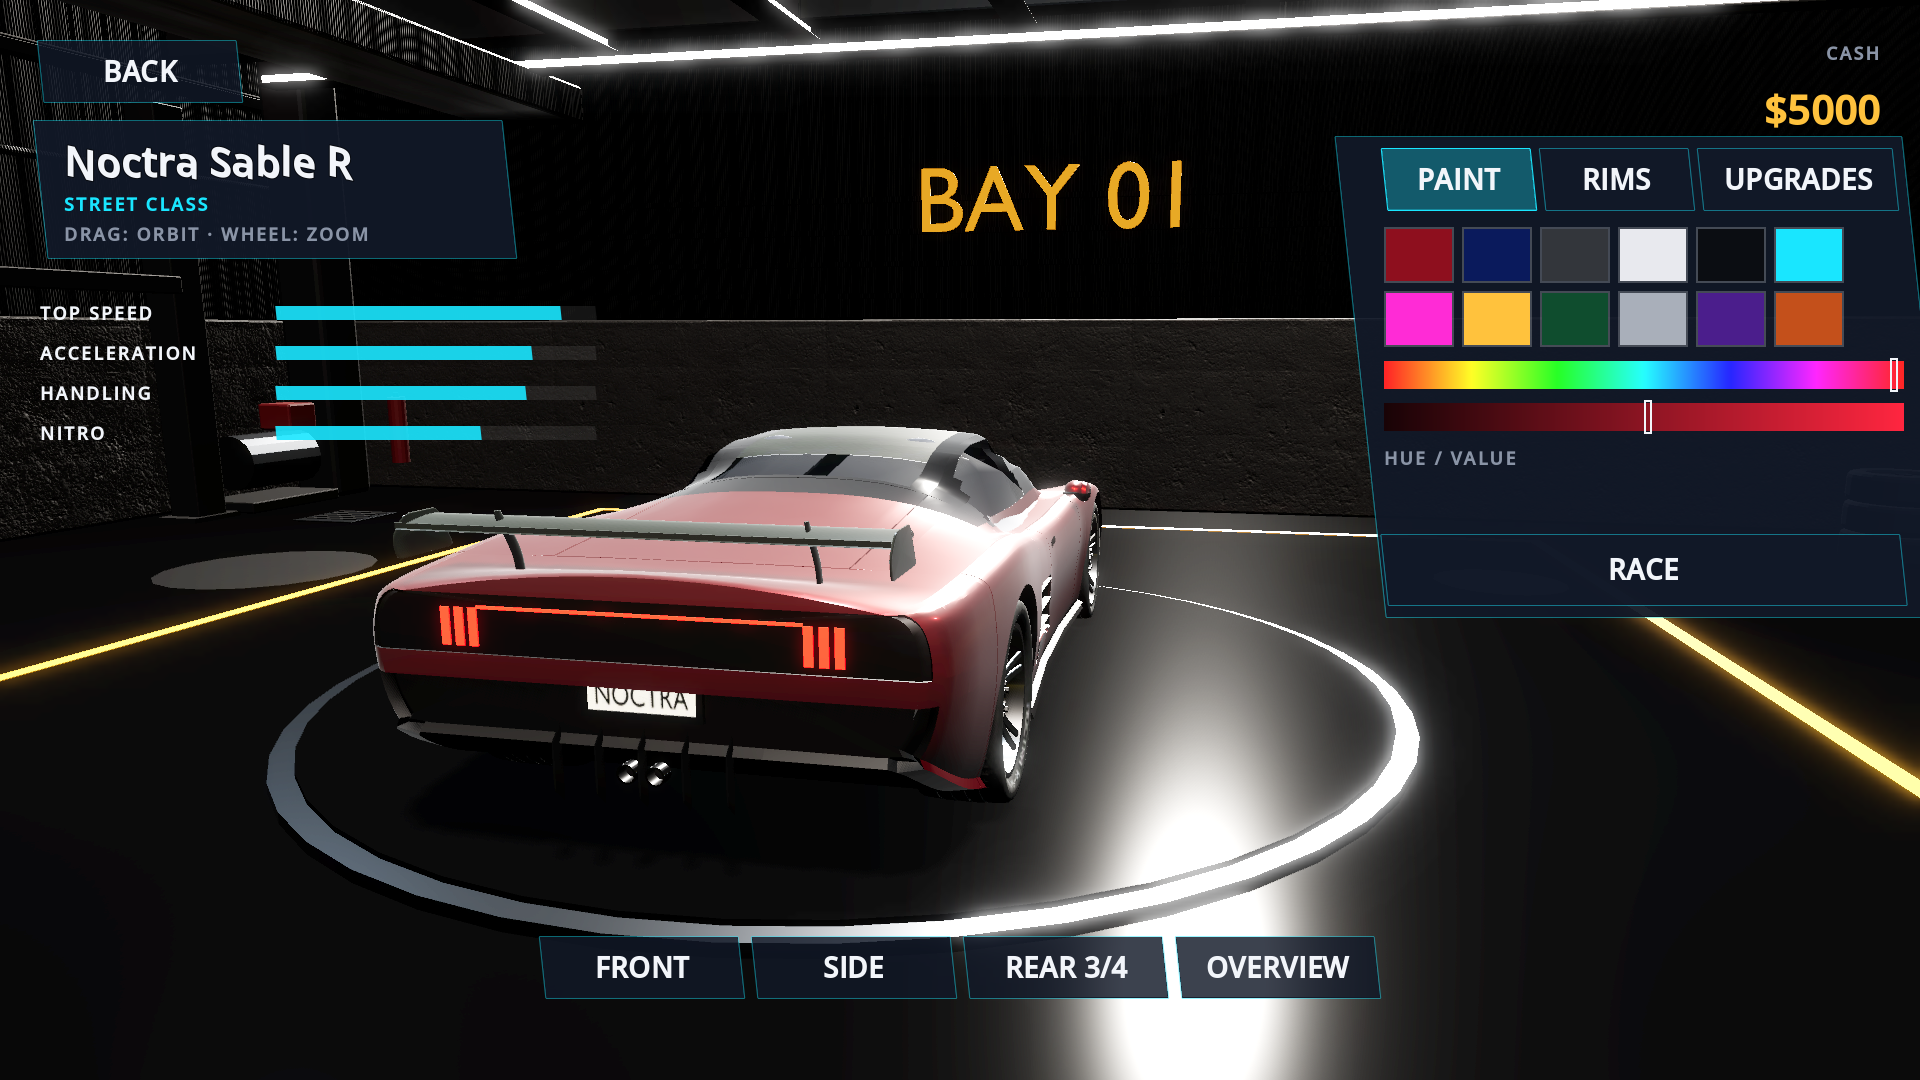 BACK
CASH
$5000
Noctra Sable R
STREET CLASS
DRAG: ORBIT · WHEEL: ZOOM
BAY 01
PAINT
RIMS
UPGRADES
TOP SPEED
ACCELERATION
HANDLING
NITRO
HUE / VALUE
RACE
NOCTRA
FRONT
SIDE
REAR 3/4
OVERVIEW